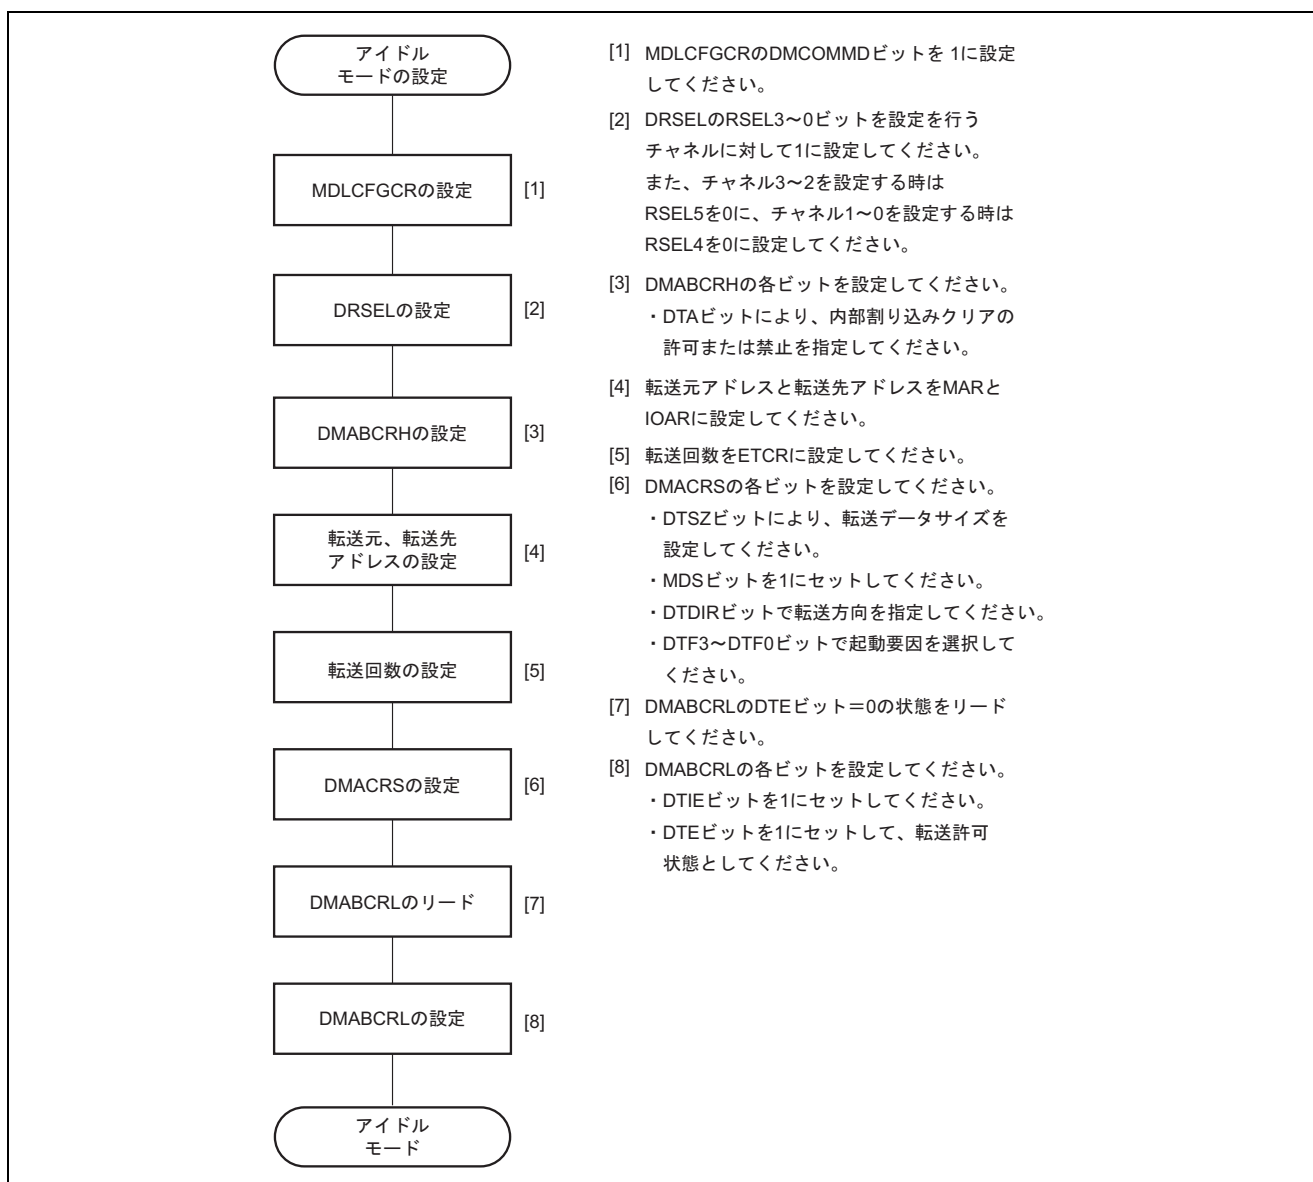 アイドル
モードの設定
MDLCFGCRの設定 [1]
DRSELの設定 [2]
DMABCRHの設定 [3]
転送元、転送先
アドレスの設定 [4]
転送回数の設定 [5]
DMACRSの設定 [6]
DMABCRLのリード [7]
DMABCRLの設定 [8]
アイドル
モード
[1] MDLCFGCRのDMCOMMDビットを 1に設定
してください。
[2] DRSELのRSEL3～0ビットを設定を行う
チャネルに対して1に設定してください。
また、チャネル3～2を設定する時は
RSEL5を0に、チャネル1～0を設定する時は
RSEL4を0に設定してください。
[3] DMABCRHの各ビットを設定してください。
・DTAビットにより、内部割り込みクリアの
許可または禁止を指定してください。
[4] 転送元アドレスと転送先アドレスをMARと
IOARに設定してください。
[5] 転送回数をETCRに設定してください。
[6] DMACRSの各ビットを設定してください。
・DTSZビットにより、転送データサイズを
設定してください。
・MDSビットを1にセットしてください。
・DTDIRビットで転送方向を指定してください。
・DTF3～DTF0ビットで起動要因を選択して
ください。
[7] DMABCRLのDTEビット＝0の状態をリード
してください。
[8] DMABCRLの各ビットを設定してください。
・DTIEビットを1にセットしてください。
・DTEビットを1にセットして、転送許可
状態としてください。